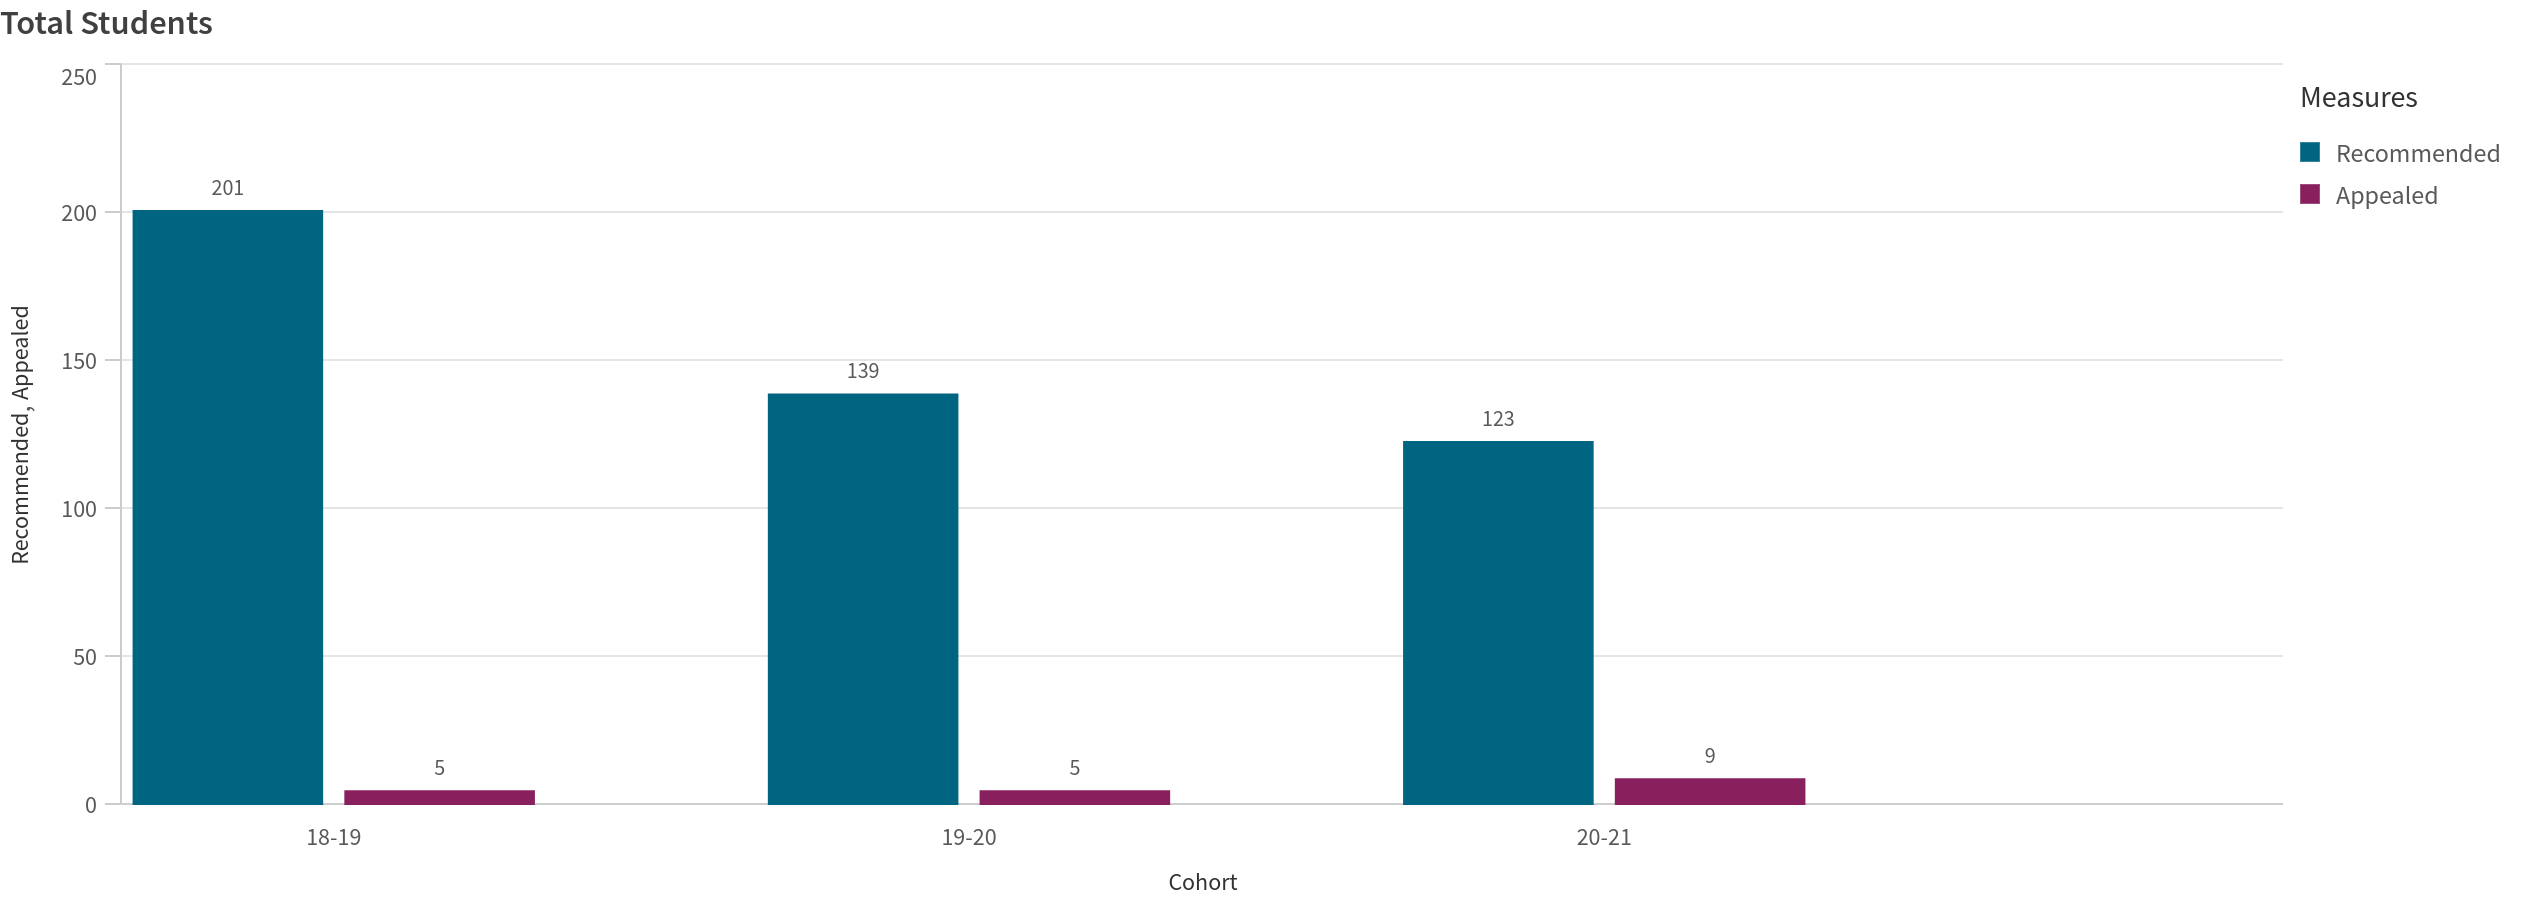 Total Students
250
200
150
100
50
0
Recommended, Appealed
201
5
139
5
123
9
18-19
19-20
20-21
Cohort
Measures
Recommended
Appealed